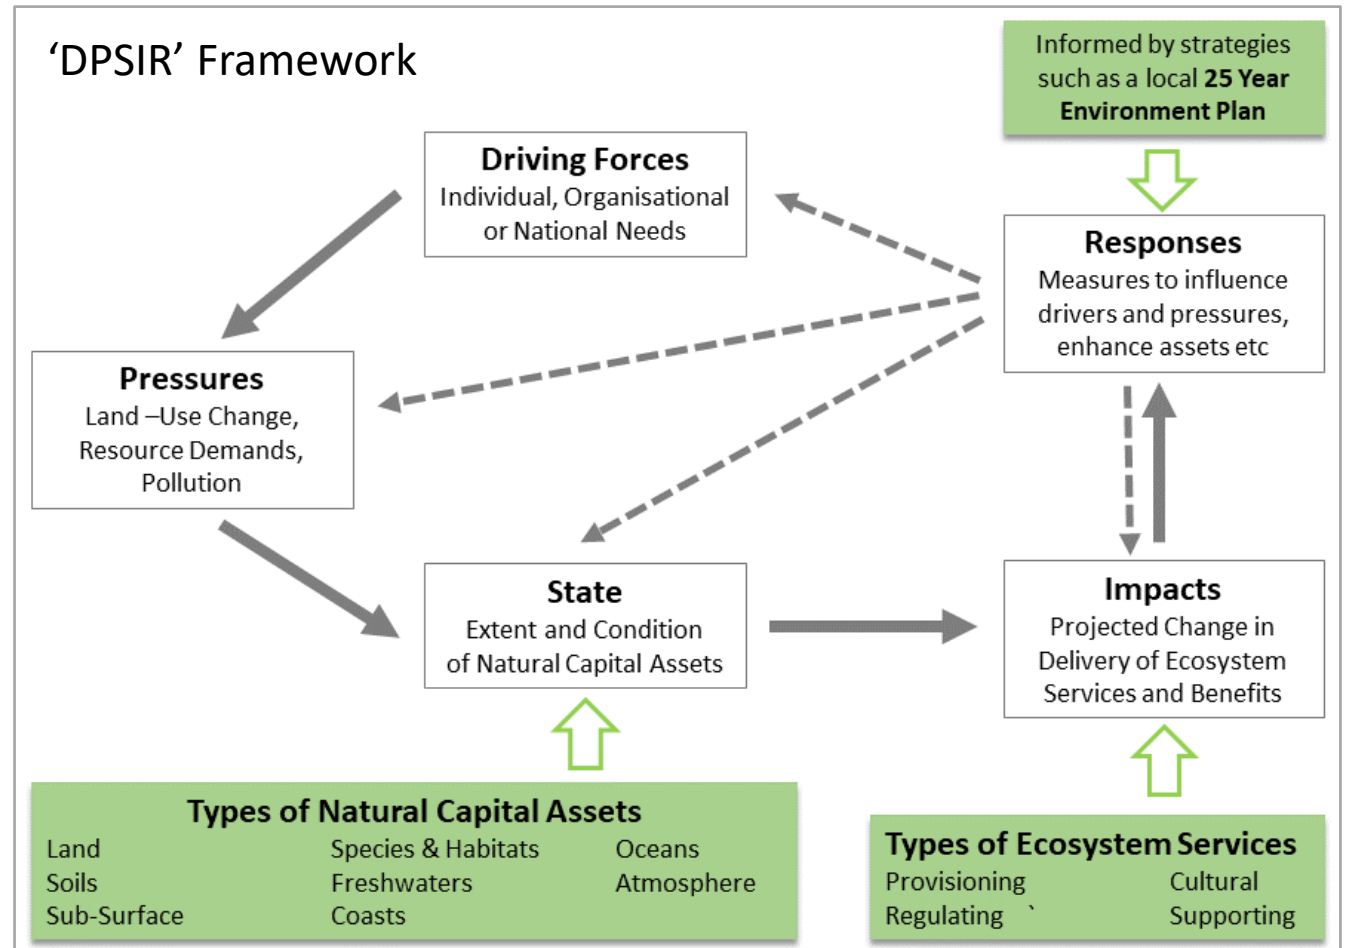 ‘DPSIR’ Framework
Informed by strategies
such as a local 25 Year
Environment Plan
Driving Forces
Individual, Organisational
or National Needs
Responses
Measures to influence
drivers and pressures,
enhance assets etc
Pressures
Land –Use Change,
Resource Demands,
Pollution
State
Extent and Condition
of Natural Capital Assets
Impacts
Projected Change in
Delivery of Ecosystem
Services and Benefits
Types of Natural Capital Assets
Land Species & Habitats Oceans
Soils Freshwaters Atmosphere
Sub-Surface Coasts
Types of Ecosystem Services
Provisioning Cultural
Regulating ` Supporting